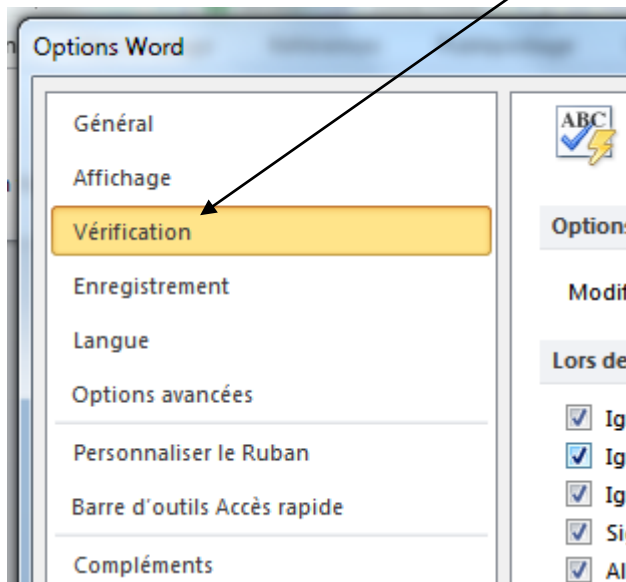 Options Word
Général
Affichage
Vérification
Enregistrement
Langue
Options avancées
Personnaliser le Ruban
Barre d'outils Accès rapide
Compléments
ABC
Option
Modif
Lors de
Ig
Ig
Ig
Si
Al